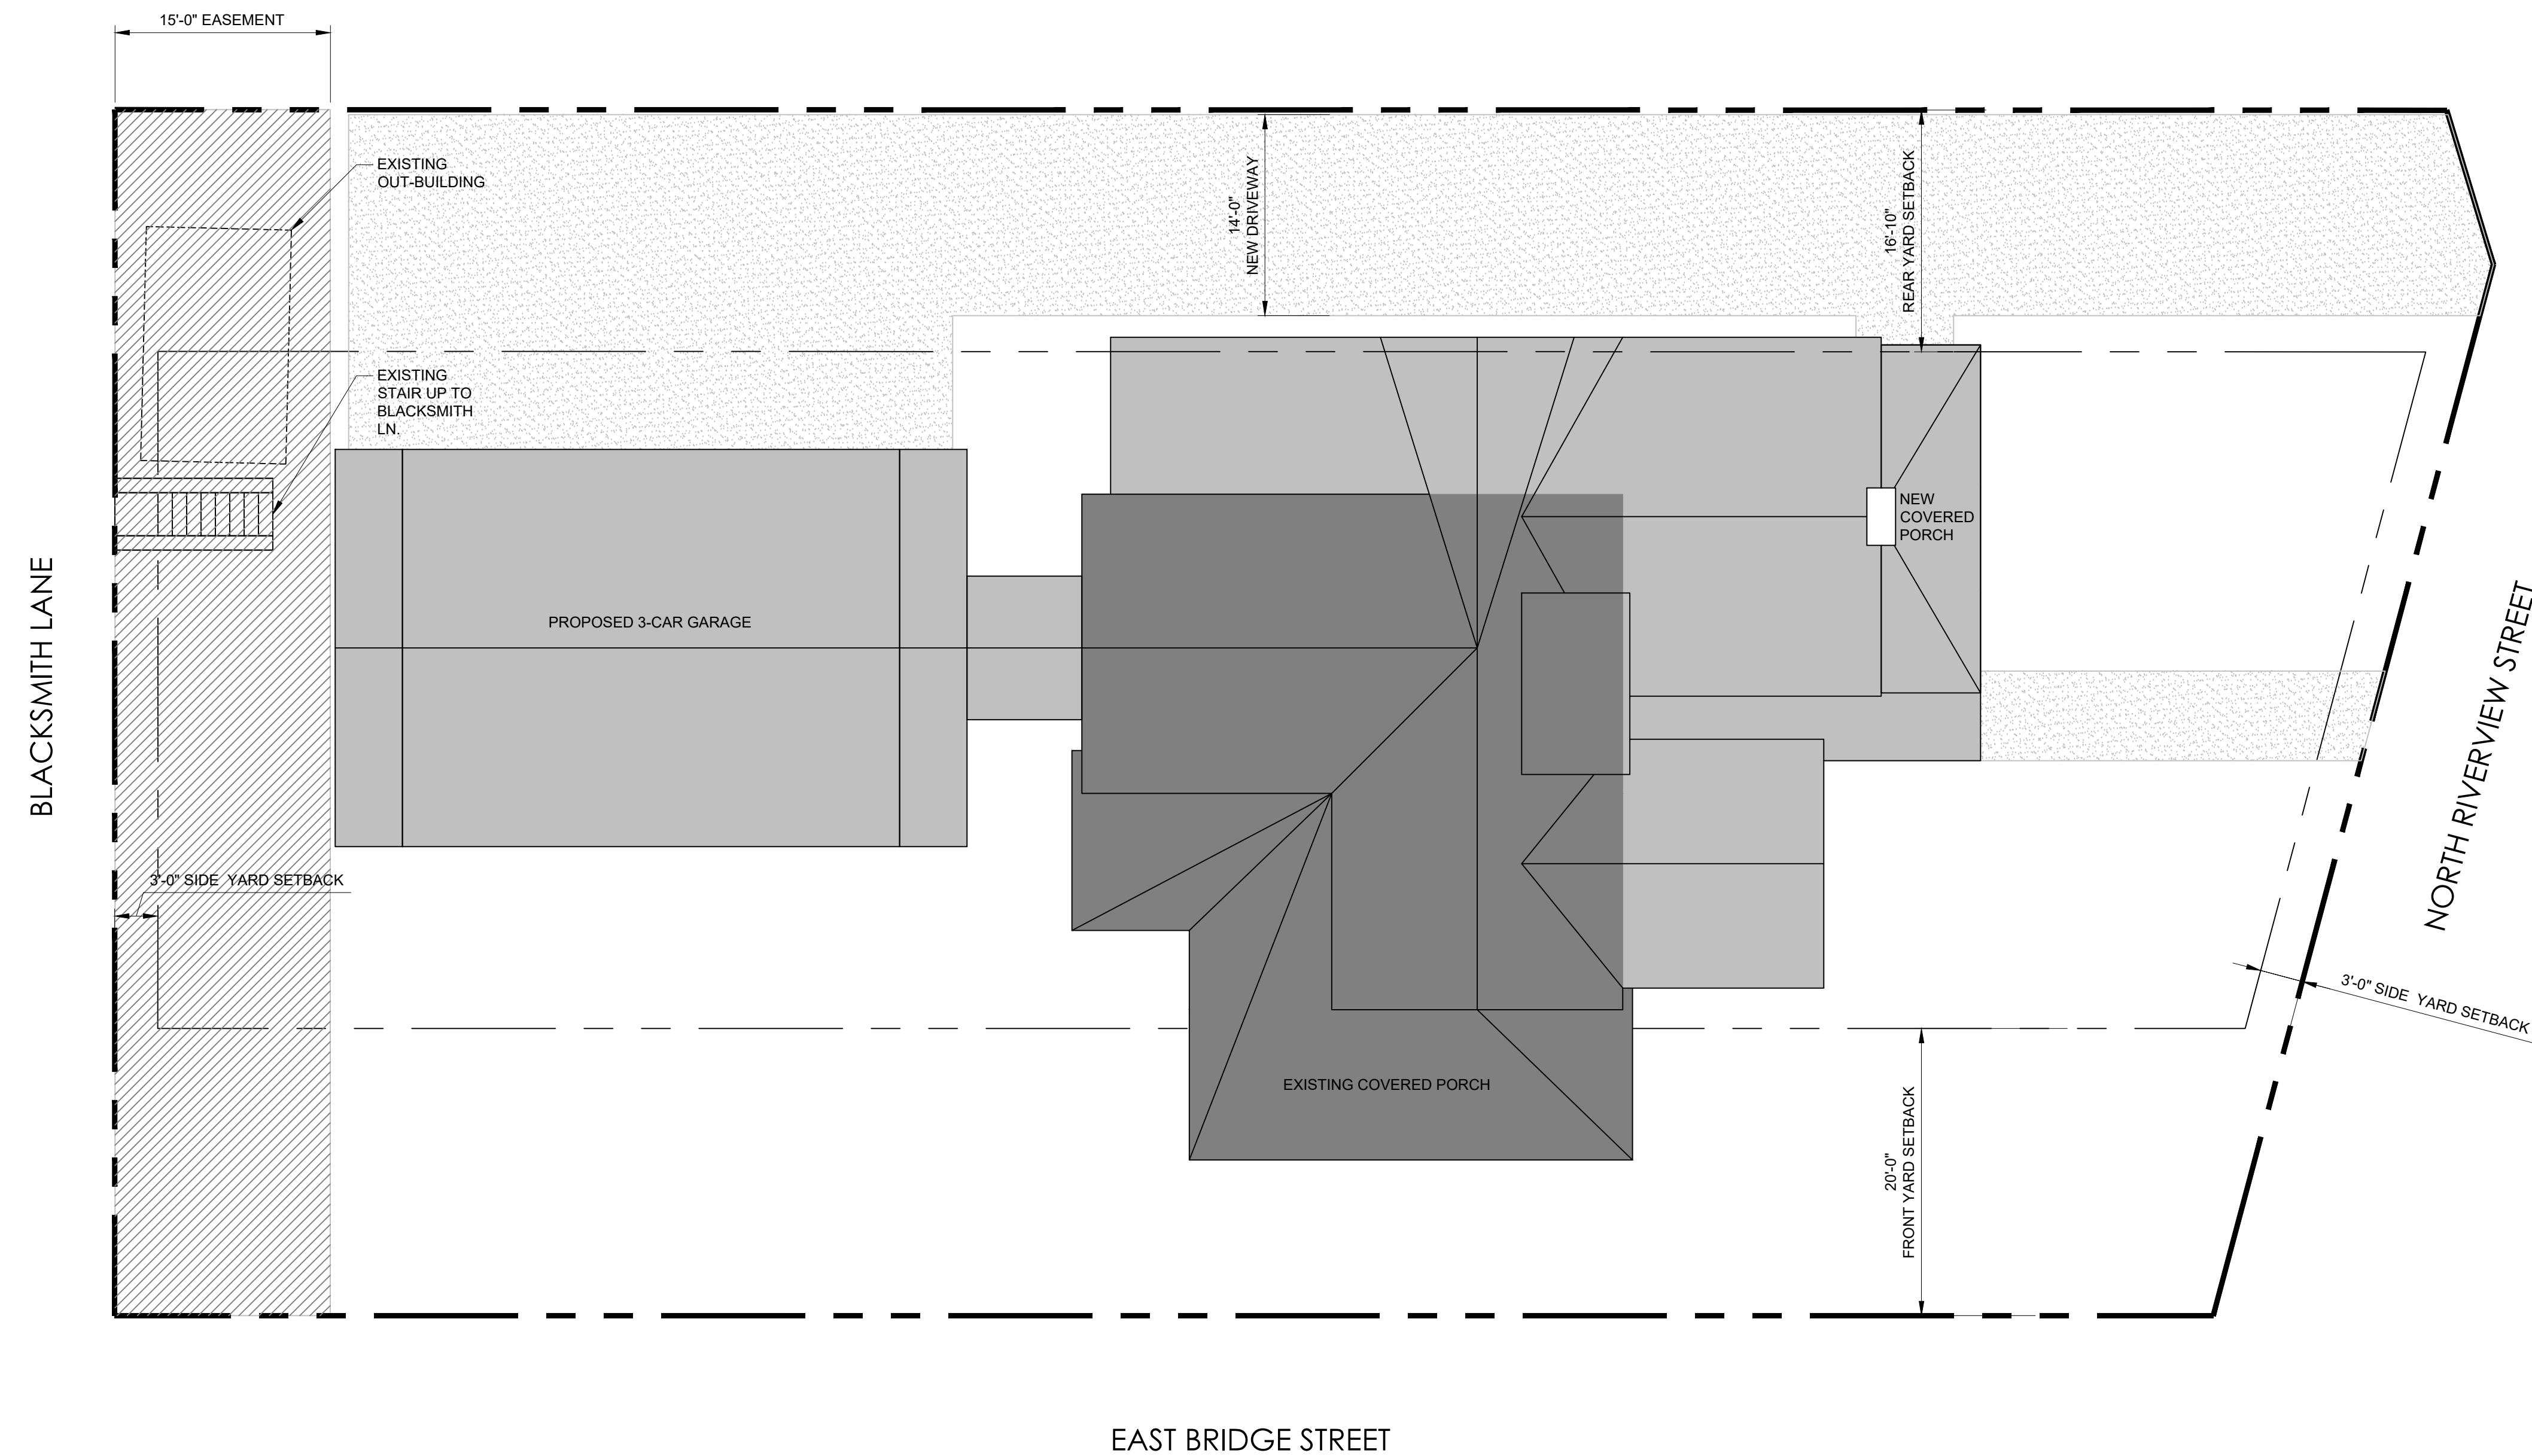 15'-0" EASEMENT
EXISTING
OUT-BUILDING
14'-0"
NEW DRIVEWAY
16'-10"
REAR YARD SETBACK
EXISTING
STAIR UP TO
BLACKSMITH
LN.
NEW
COVERED
PORCH
BLACKSMITH LANE
PROPOSED 3-CAR GARAGE
NORTH RIVERVIEW STREET
3'-0" SIDE YARD SETBACK
3'-0" SIDE YARD SETBACK
EXISTING COVERED PORCH
20'-0"
FRONT YARD SETBACK
EAST BRIDGE STREET